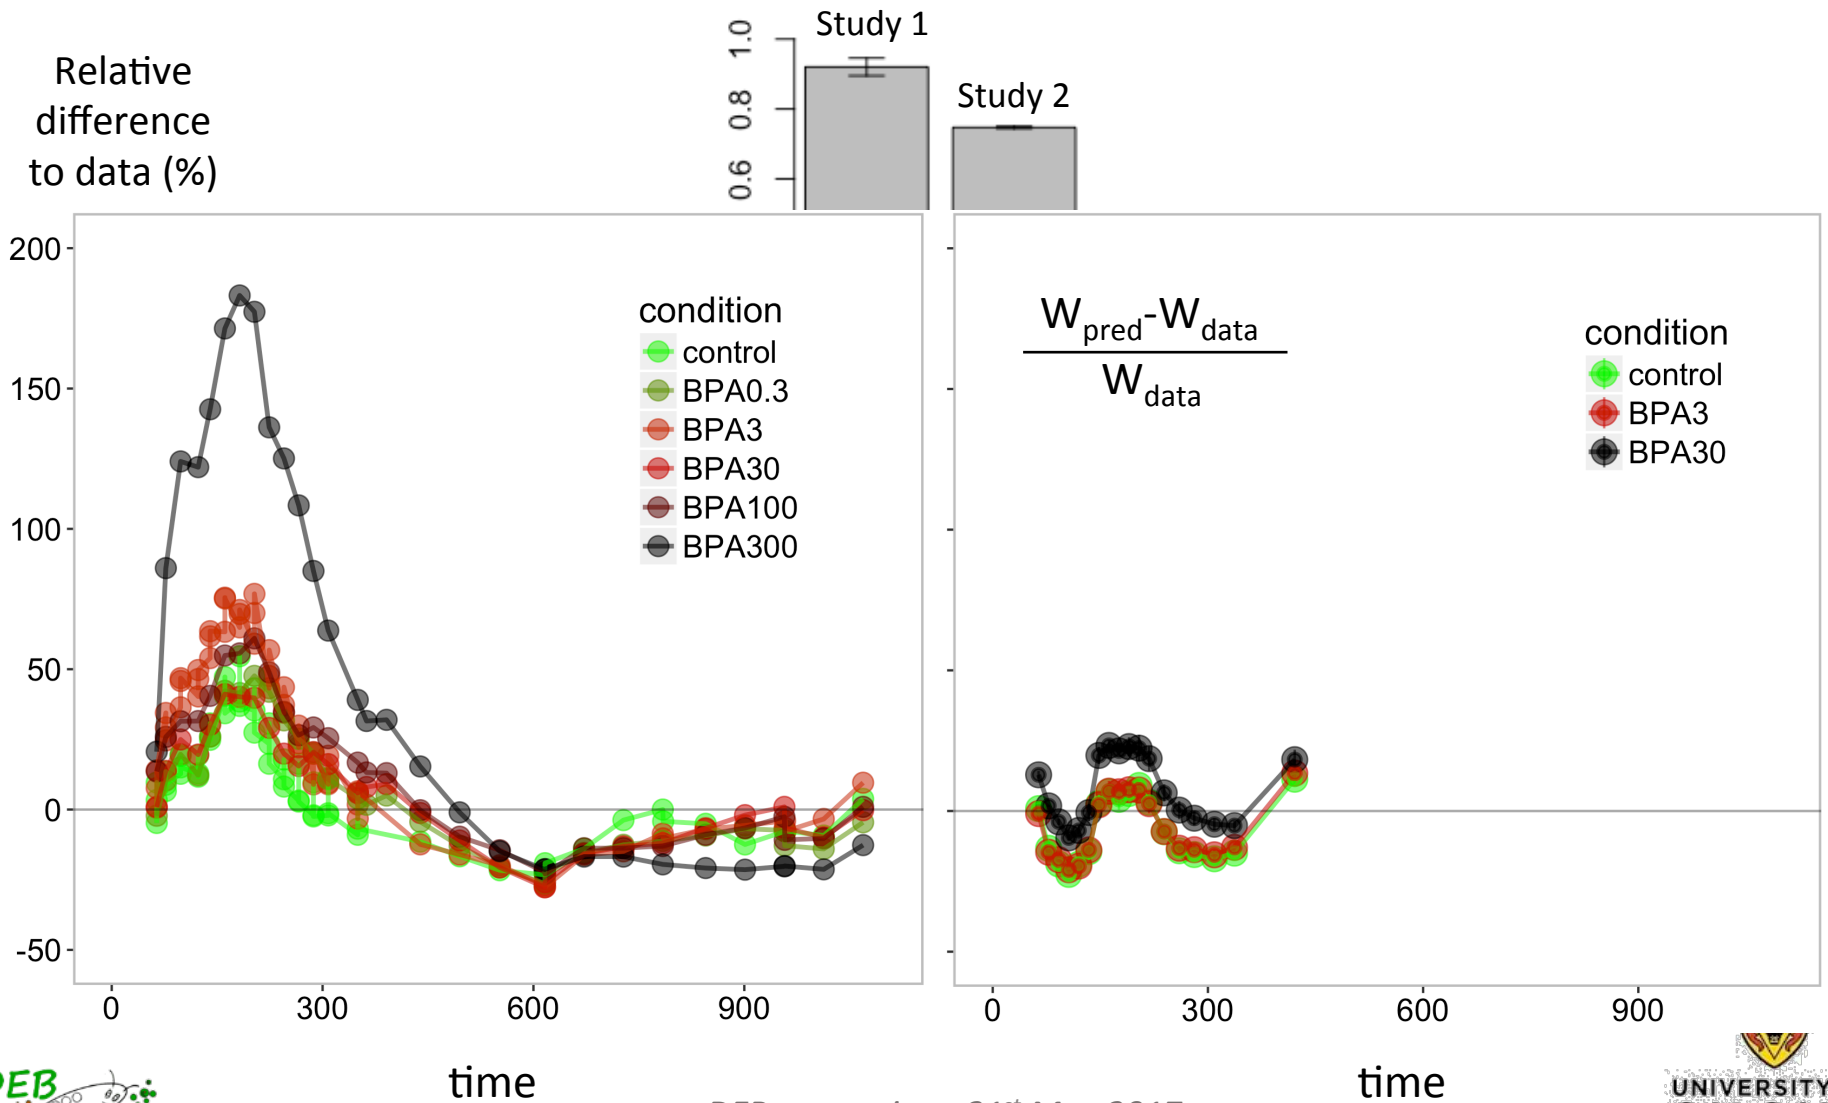 Relative
difference
to data (%)
Study 1
Study 2
1.0
0.8
0.6
200
150
100
50
0
-50
condition
control
BPA0.3
BPA3
BPA30
BPA100
BPA300
0
300
600
900
time
Wpred-Wdata
Wdata
condition
control
BPA3
BPA30
0
300
600
900
time
DEB
UNIVERSITY